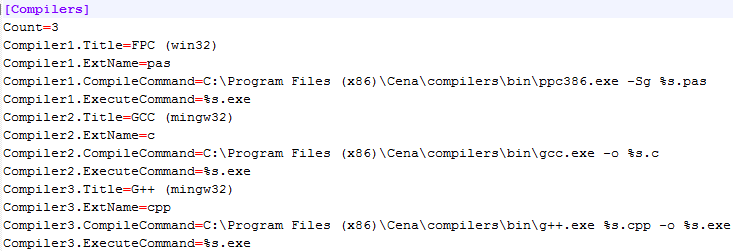 [Compilers]
Count=3
Compiler1.Title=FPC (win32)
Compiler1.ExtName=pas
Compiler1.CompileCommand=C:\Program Files (x86)\Cena\compilers\bin\ppc386.exe -Sg %s.pas
Compiler1.ExecuteCommand=%s.exe
Compiler2.Title=GCC (mingw32)
Compiler2.ExtName=c
Compiler2.CompileCommand=C:\Program Files (x86)\Cena\compilers\bin\gcc.exe -o %s.c
Compiler2.ExecuteCommand=%s.exe
Compiler3.Title=G++ (mingw32)
Compiler3.ExtName=cpp
Compiler3.CompileCommand=C:\Program Files (x86)\Cena\compilers\bin\g++.exe %s.cpp -o %s.exe
Compiler3.ExecuteCommand=%s.exe